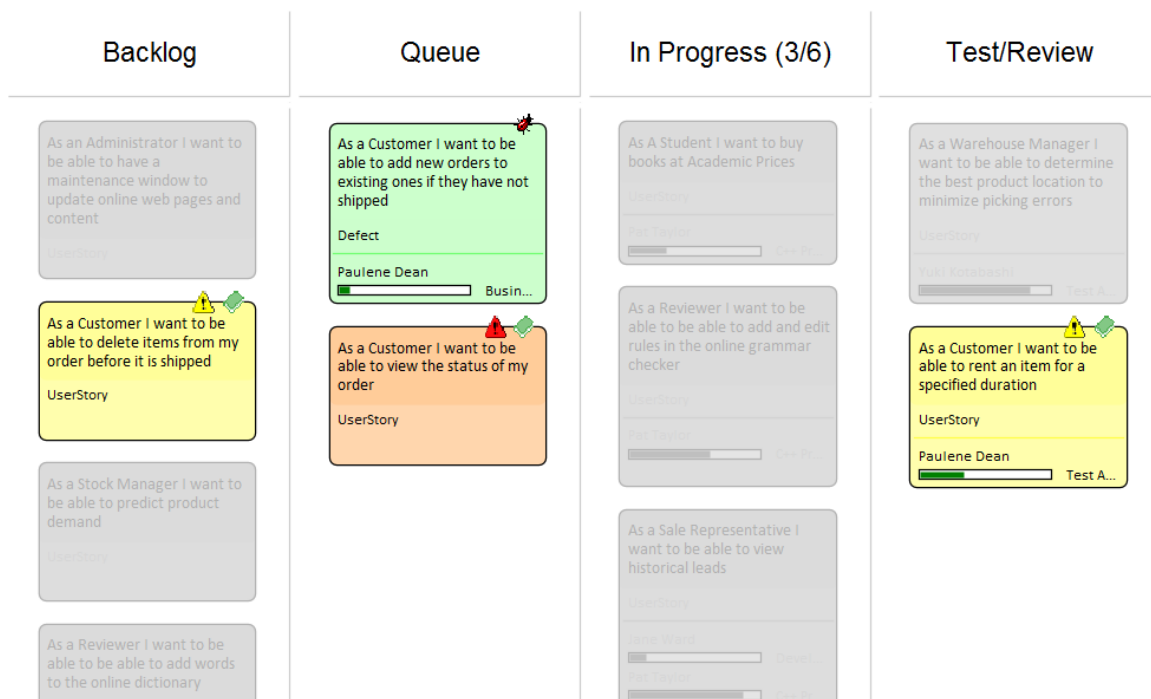 Backlog
Queue
In Progress (3/6)
Test/Review
As an Administrator I want to
be able to have a
maintenance window to
update online web pages and
content
UserStory
As a Customer I want to be
able to delete items from my
order before it is shipped
UserStory
As a Stock Manager I want to
be able to predict product
demand
UserStory
As a Reviewer I want to be
able to be able to add words
to the online dictionary
As a Customer I want to be
able to add new orders to
existing ones if they have not
shipped
Defect
Paulene Dean
Busin...
As a Customer I want to be
able to view the status of my
order
UserStory
As A Student I want to buy
books at Academic Prices
UserStory
Pat Taylor
C++ Pr...
As a Reviewer I want to be
able to be able to add and edit
rules in the online grammar
checker
UserStory
Pat Taylor
C++ Pr...
As a Sale Representative I
want to be able to view
historical leads
UserStory
Jane Ward
Devel...
Pat Taylor
C++ Pr...
As a Warehouse Manager I
want to be able to determine
the best product location to
minimize picking errors
UserStory
Yuki Kotabashi
Test A...
As a Customer I want to be
able to rent an item for a
specified duration
UserStory
Paulene Dean
Test A...